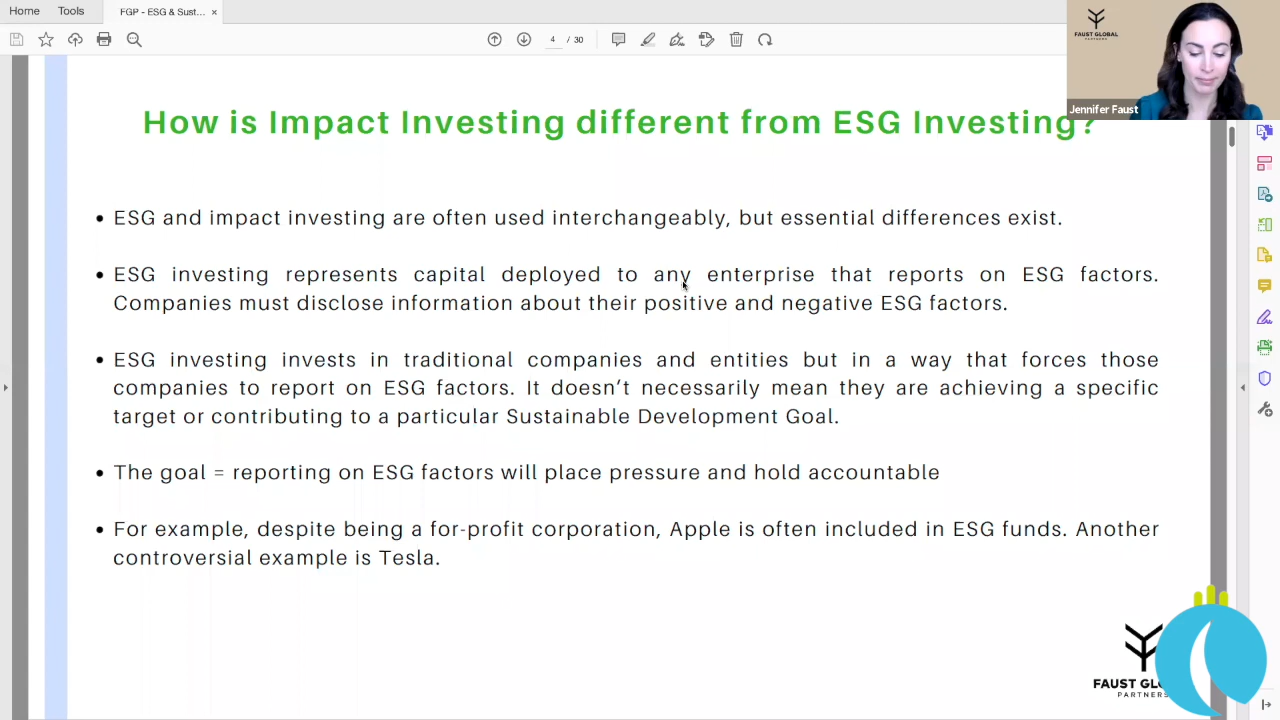 Home Tools FGP - ESG & Sust... ×
4 / 30
FAUST GLOBAL
PARTNERS
Jennifer Faust
How is Impact Investing different from ESG Investing?
• ESG and impact investing are often used interchangeably, but essential differences exist.
• ESG investing represents capital deployed to any enterprise that reports on ESG factors.
Companies must disclose information about their positive and negative ESG factors.
• ESG investing invests in traditional companies and entities but in a way that forces those
companies to report on ESG factors. It doesn’t necessarily mean they are achieving a specific
target or contributing to a particular Sustainable Development Goal.
• The goal = reporting on ESG factors will place pressure and hold accountable
• For example, despite being a for-profit corporation, Apple is often included in ESG funds. Another
controversial example is Tesla.
FAUST GLO
PARTNERS